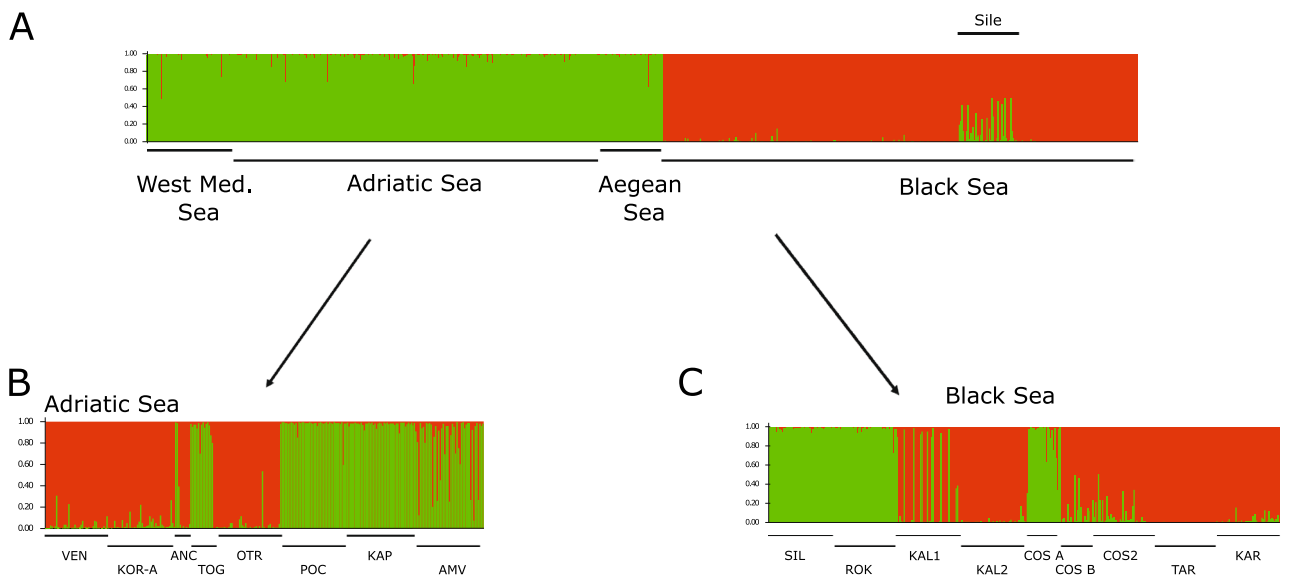 A
Sile
1.00
0.80
0.60
0.40
0.20
0.00
West Med.
Sea
Adriatic Sea
Aegean
Sea
Black Sea
B
Adriatic Sea
1.00
0.80
0.60
0.40
0.20
0.00
VEN
KOR-A
ANC
TOG
OTR
POC
KAP
AMV
C
Black Sea
1.00
0.80
0.60
0.40
0.20
0.00
SIL
ROK
KAL1
KAL2
COS A
COS B
COS2
TAR
KAR